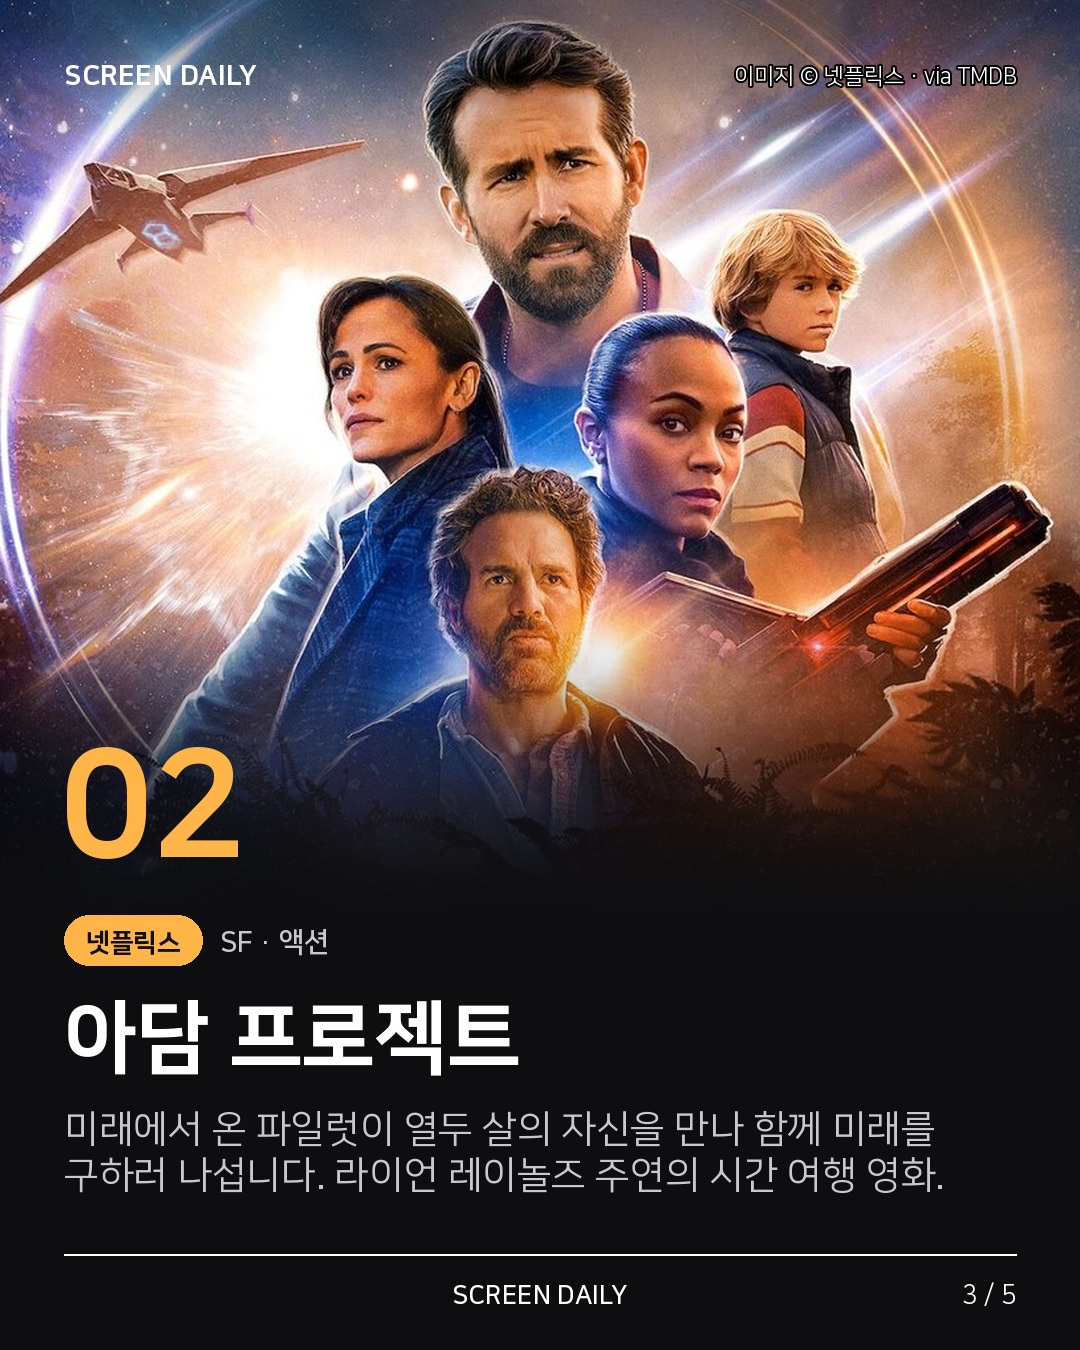 SCREEN DAILY
이미지 © 넷플릭스 · via TMDB
02
넷플릭스 SF · 액션
아담 프로젝트
미래에서 온 파일럿이 열두 살의 자신을 만나 함께 미래를
구하러 나섭니다. 라이언 레이놀즈 주연의 시간 여행 영화.
SCREEN DAILY
3 / 5